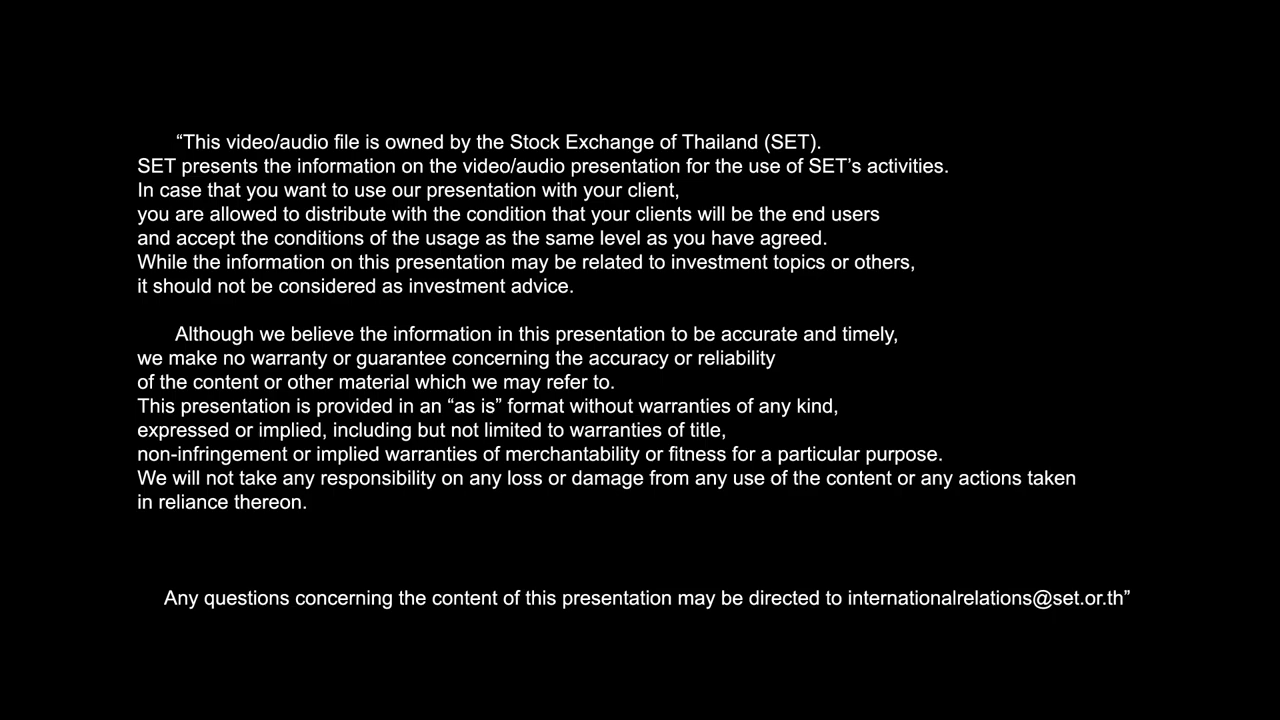 “This video/audio file is owned by the Stock Exchange of Thailand (SET).
SET presents the information on the video/audio presentation for the use of SET’s activities.
In case that you want to use our presentation with your client,
you are allowed to distribute with the condition that your clients will be the end users
and accept the conditions of the usage as the same level as you have agreed.
While the information on this presentation may be related to investment topics or others,
it should not be considered as investment advice.
Although we believe the information in this presentation to be accurate and timely,
we make no warranty or guarantee concerning the accuracy or reliability
of the content or other material which we may refer to.
This presentation is provided in an “as is” format without warranties of any kind,
expressed or implied, including but not limited to warranties of title,
non-infringement or implied warranties of merchantability or fitness for a particular purpose.
We will not take any responsibility on any loss or damage from any use of the content or any actions taken
in reliance thereon.
Any questions concerning the content of this presentation may be directed to internationalrelations@set.or.th”